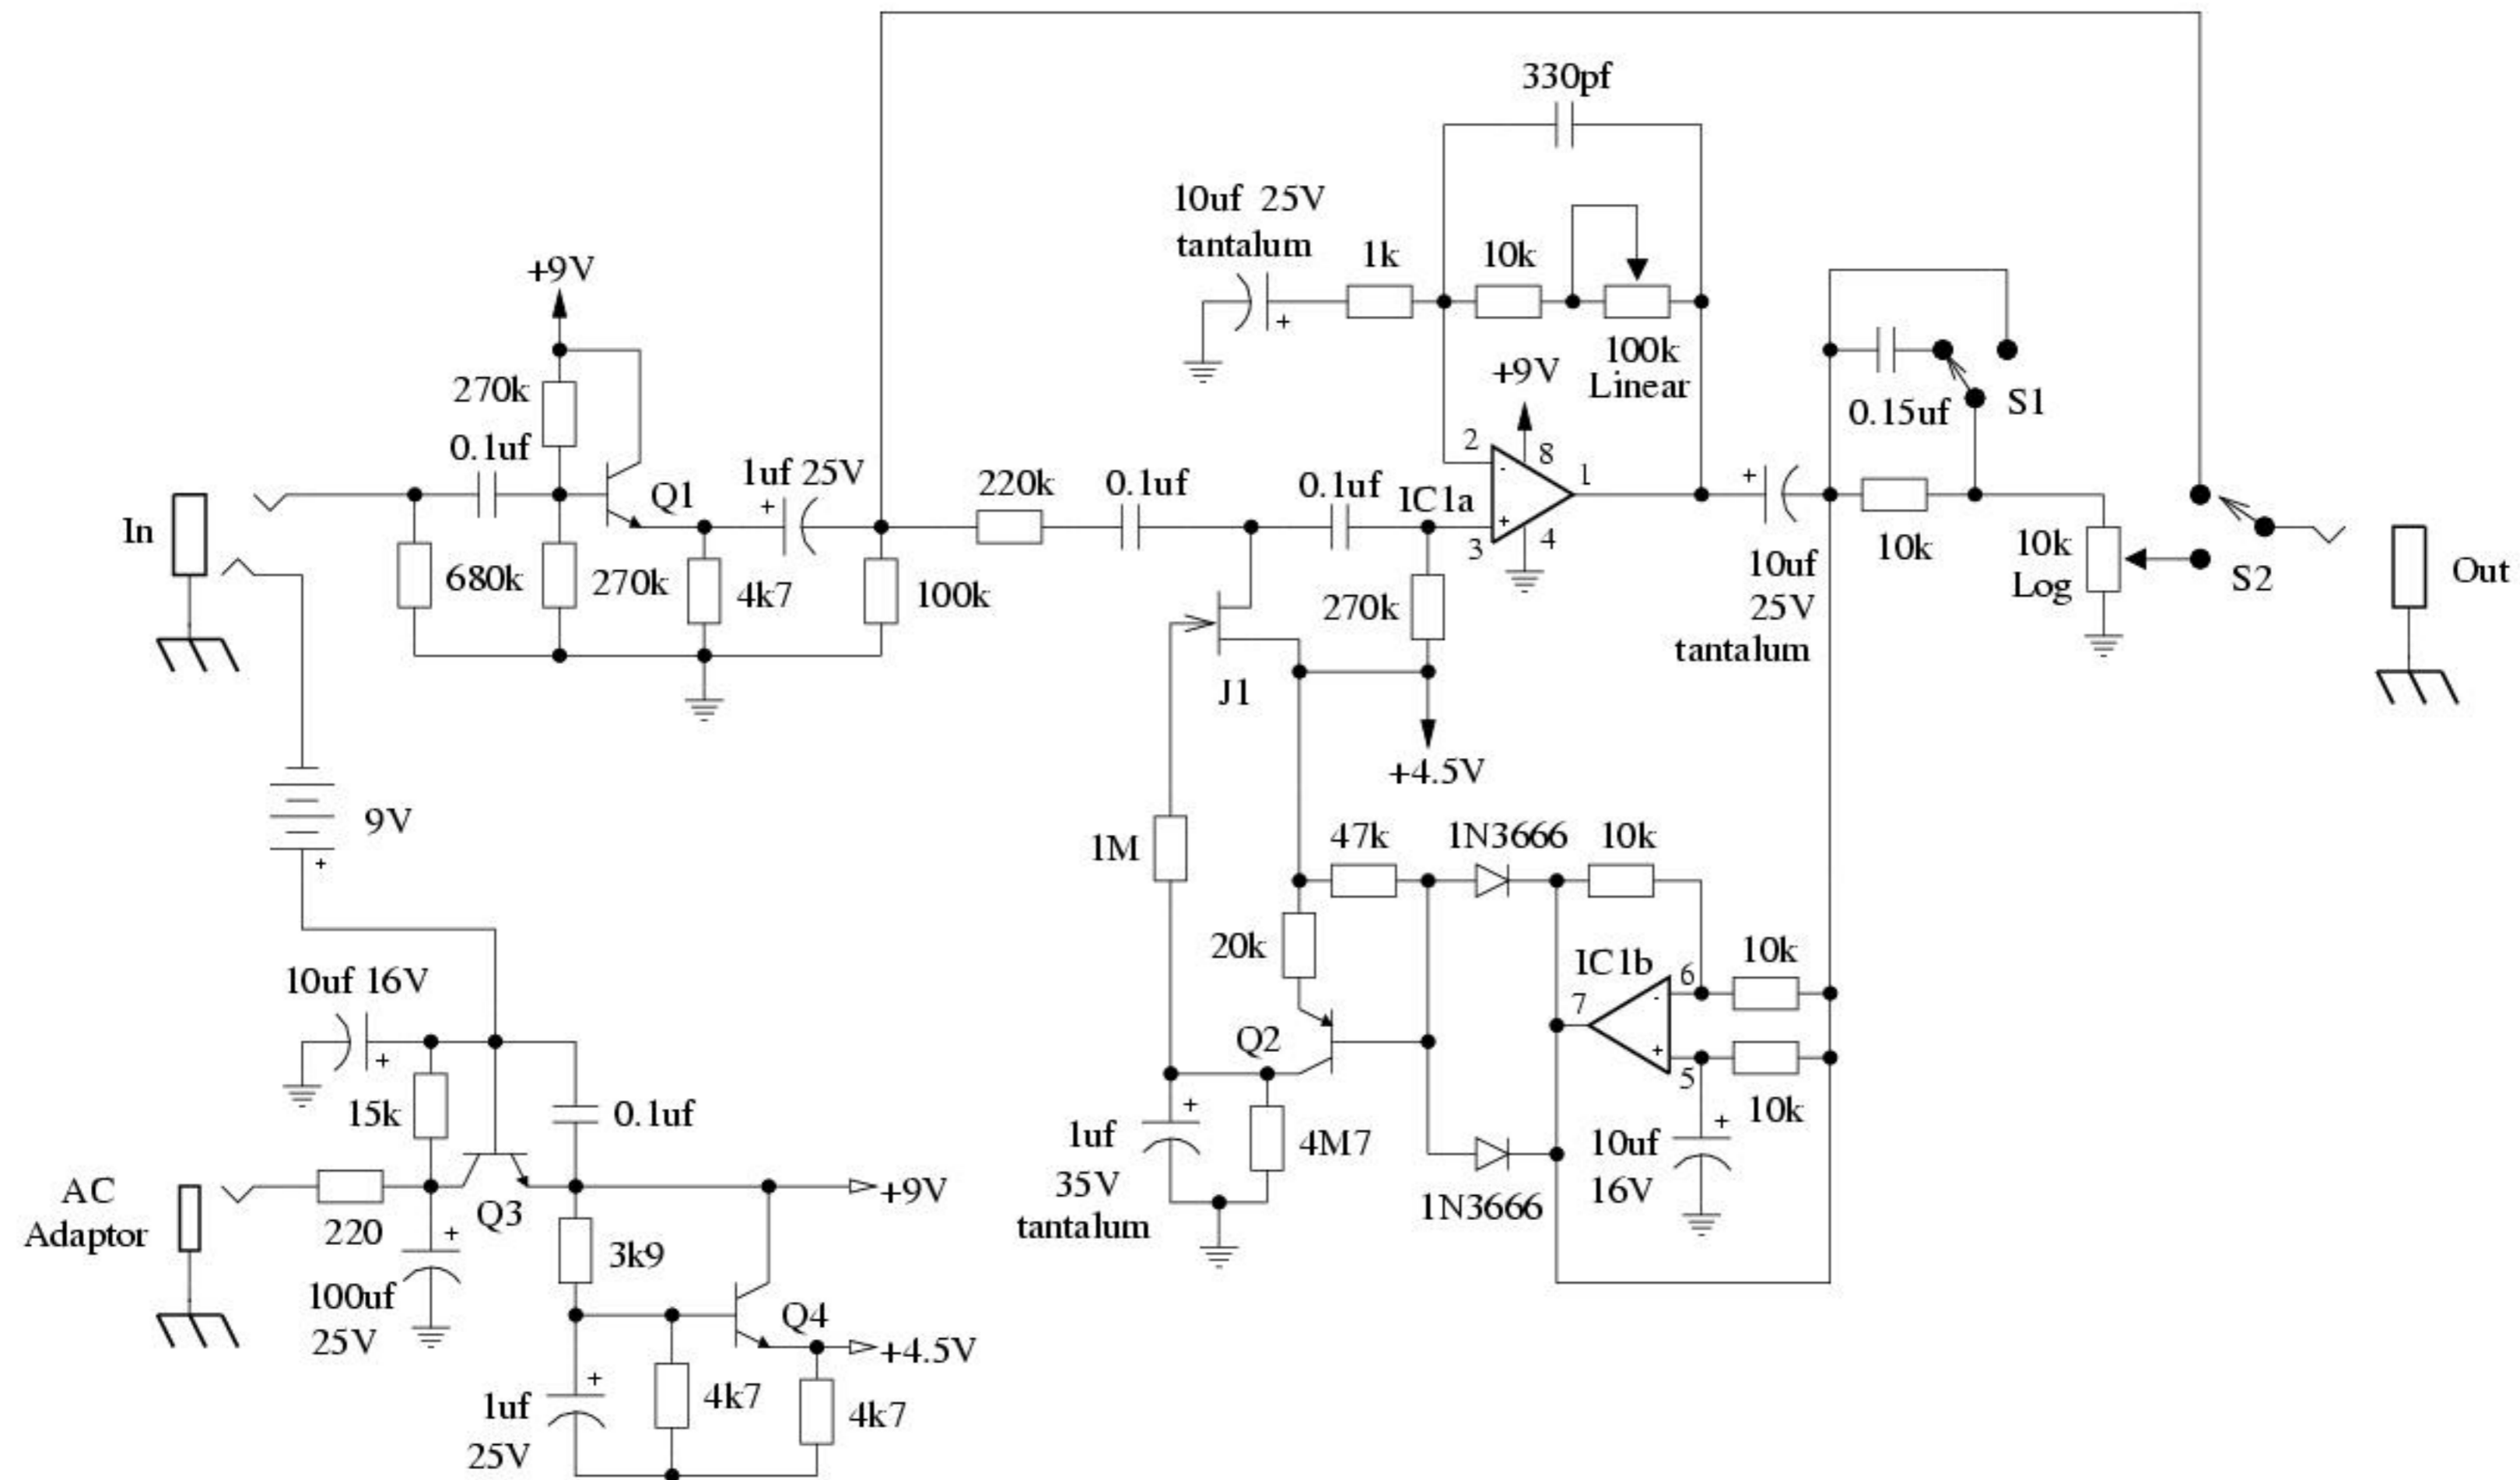 330pf
10uf 25V
tantalum
1k
10k
100k
Linear
+9V
270k
0.1uf
Q1
1uf 25V
220k
0.1uf
0.1uf
IC1a
+9V
2
-
8
1
+
3
4
+
+
+
0.15uf
S1
In
680k
270k
4k7
100k
270k
10uf
25V
tantalum
10k
10k
Log
S2
Out
J1
+4.5V
9V
+
1M
47k
1N3666
10k
20k
IC1b
10k
6
-
7
+
5
10k
Q2
+
1uf
35V
tantalum
4M7
1N3666
10uf
16V
+
10uf 16V
+
15k
0.1uf
AC
Adaptor
220
Q3
+9V
+
100uf
25V
3k9
Q4
+4.5V
+
1uf
25V
4k7
4k7